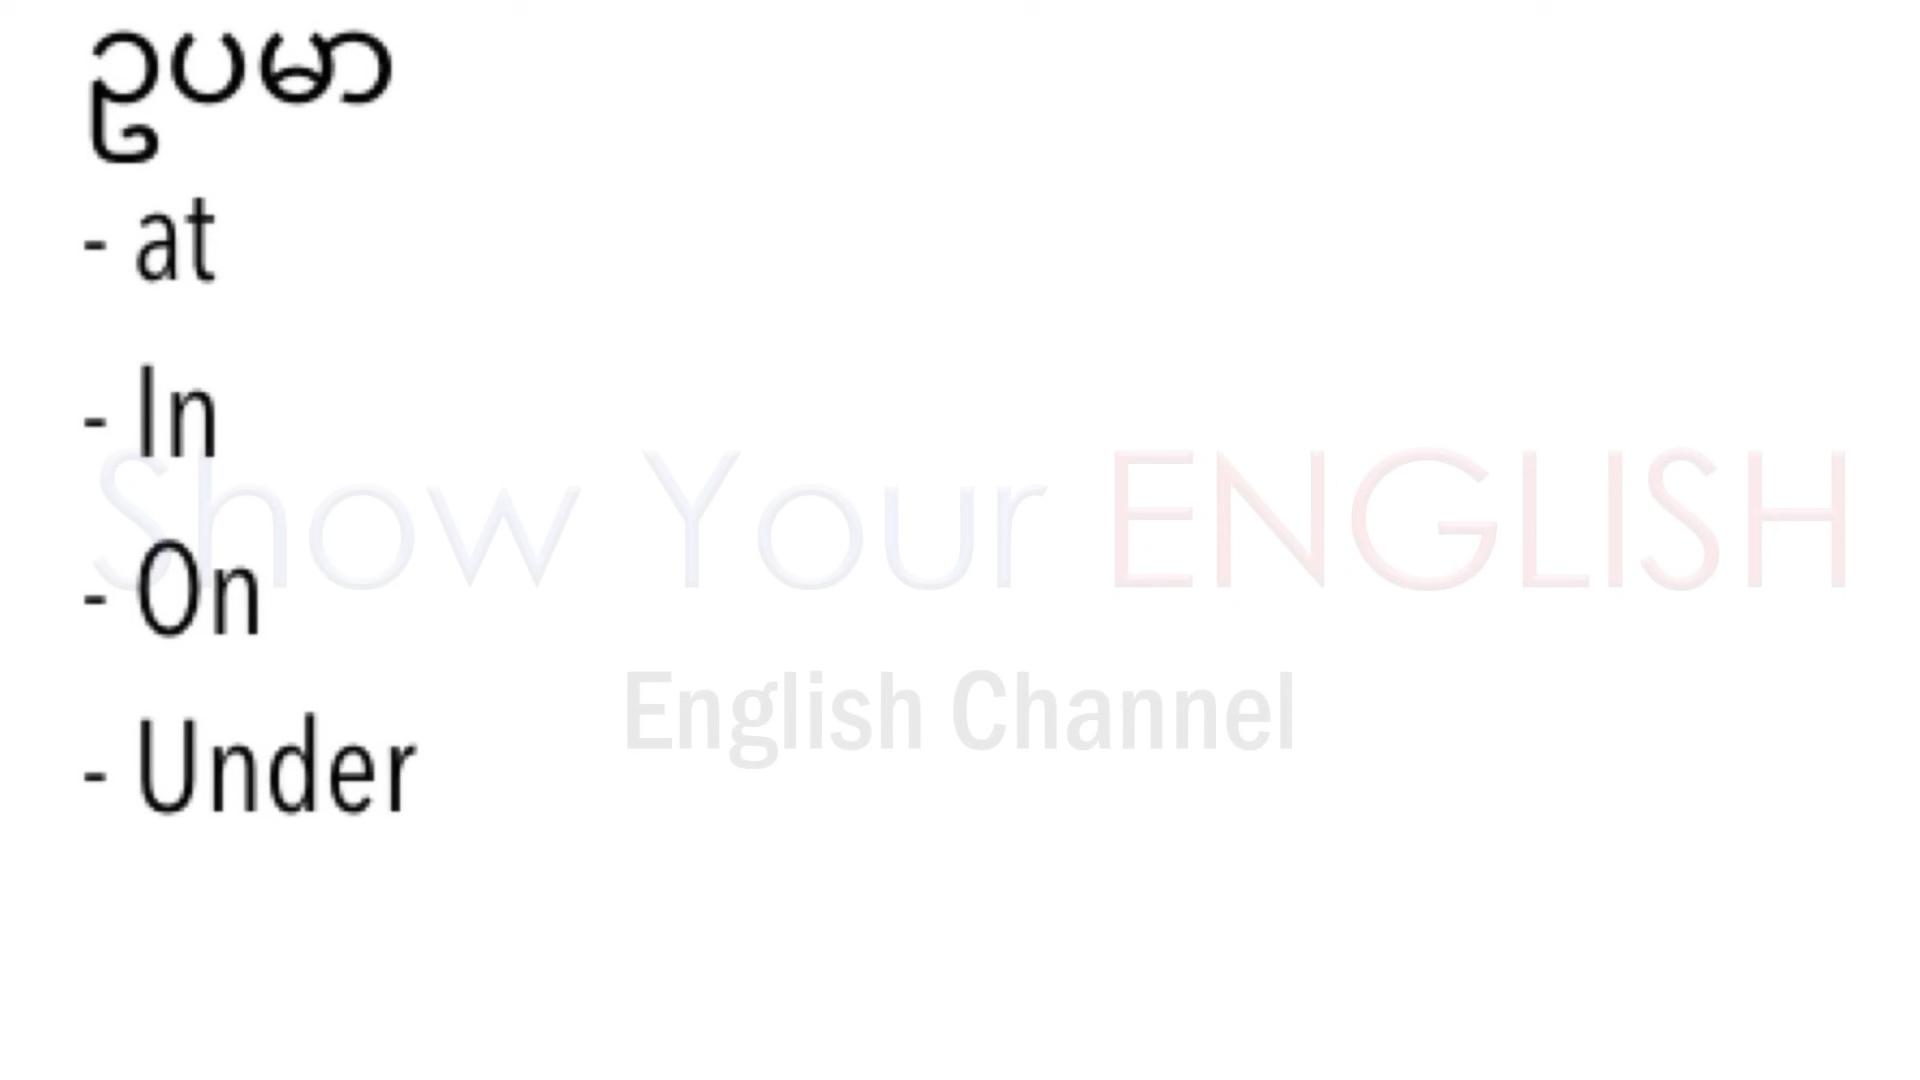 ဥပမာ
- at
- In
- On
- Under
Show Your ENGLISH
English Channel